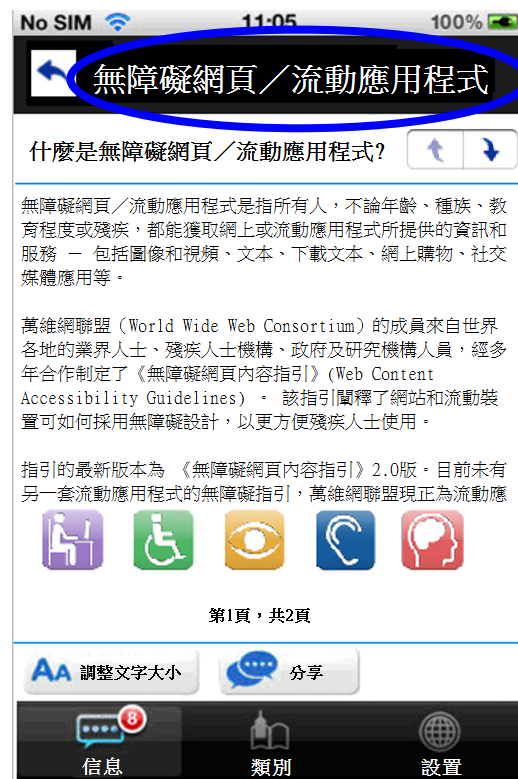 No SIM 11:05 100%
無障礙網頁／流動應用程式
什麼是無障礙網頁／流動應用程式?
無障礙網頁／流動應用程式是指所有人，不論年齡、種族、教
育程度或殘疾，都能獲取網上或流動應用程式所提供的資訊和
服務 － 包括圖像和視頻、文本、下載文本、網上購物、社交
媒體應用等。
萬維網聯盟（World Wide Web Consortium）的成員來自世界
各地的業界人士、殘疾人士機構、政府及研究機構人員，經多
年合作制定了《無障礙網頁內容指引》(Web Content
Accessibility Guidelines) 。 該指引闡釋了網站和流動裝
置可如何採用無障礙設計，以更方便殘疾人士使用。
指引的最新版本為 《無障礙網頁內容指引》2.0版。目前未有
另一套流動應用程式的無障礙指引，萬維網聯盟現正為流動應
第1頁，共2頁
AA 調整文字大小 分享
8
信息 類別 設置